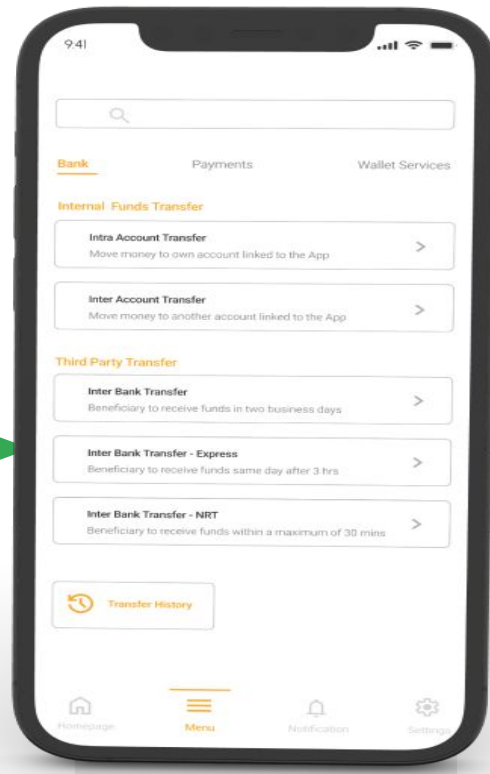 9:41
Bank Payments Wallet Services
Internal Funds Transfer
Intra Account Transfer
Move money to own account linked to the App
Inter Account Transfer
Move money to another account linked to the App
Third Party Transfer
Inter Bank Transfer
Beneficiary to receive funds in two business days
Inter Bank Transfer - Express
Beneficiary to receive funds same day after 3 hrs
Inter Bank Transfer - NRT
Beneficiary to receive funds within a maximum of 30 mins
Transfer History
Homepage Menu Notification Settings